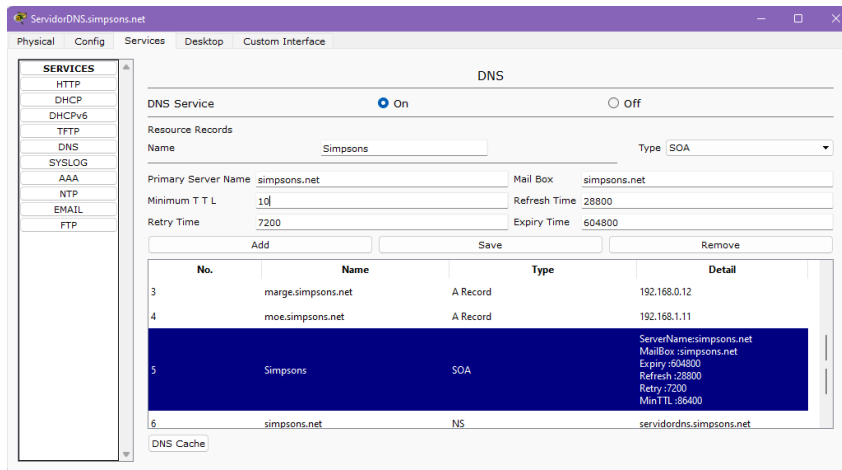 ServidorDNS.simpsons.net
Physical Config Services Desktop Custom Interface
SERVICES
HTTP
DHCP
DHCPv6
TFTP
DNS
SYSLOG
AAA
NTP
EMAIL
FTP
DNS
DNS Service On Off
Resource Records
Name Simpsons Type SOA
Primary Server Name simpsons.net Mail Box simpsons.net
Minimum T T L 10 Refresh Time 28800
Retry Time 7200 Expiry Time 604800
Add Save Remove
No. Name Type Detail
3 marge.simpsons.net A Record 192.168.0.12
4 moe.simpsons.net A Record 192.168.1.11
5 Simpsons SOA
ServerName:simpsons.net
MailBox :simpsons.net
Expiry :604800
Refresh :28800
Retry :7200
MinTTL :86400
6 simpsons.net NS servidordns.simpsons.net
DNS Cache